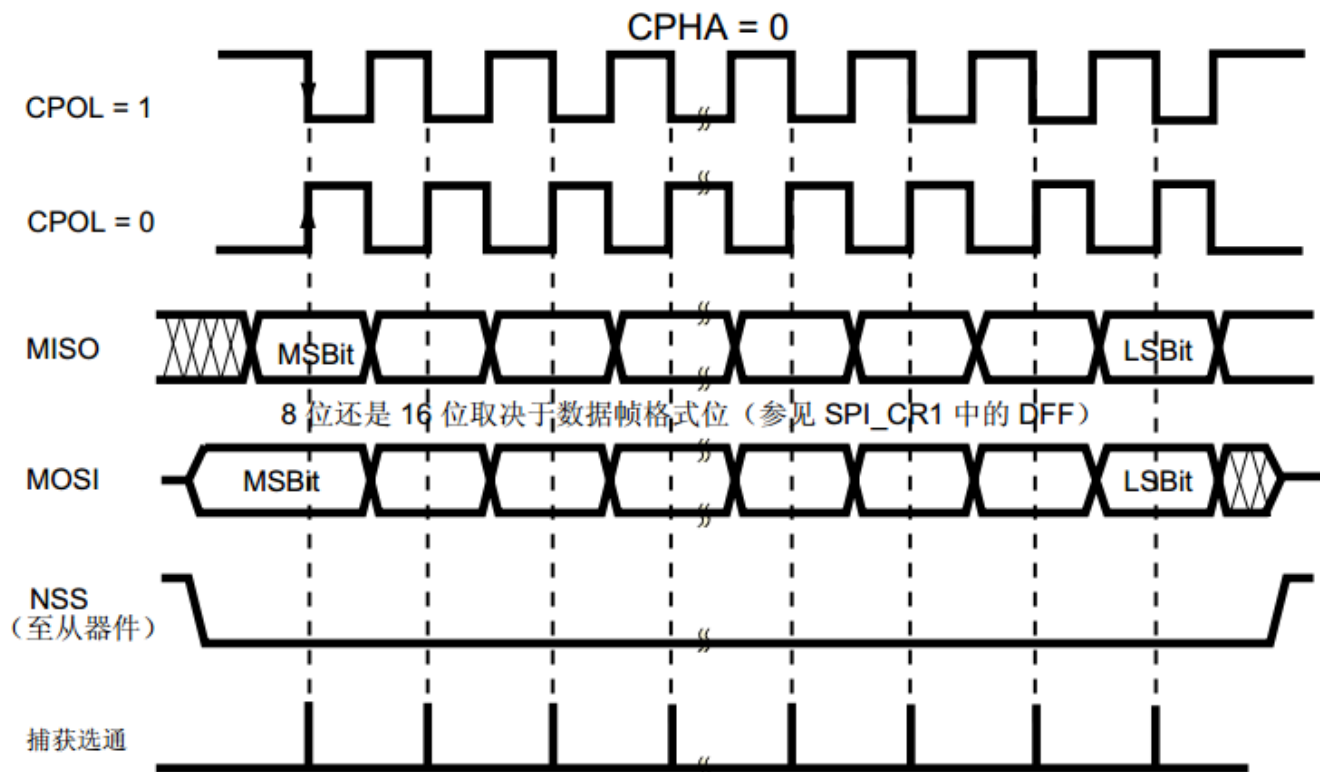 CPHA = 0
CPOL = 1
CPOL = 0
MISO
MSBit
LSBit
8 位还是 16 位取决于数据帧格式位（参见 SPI_CR1 中的 DFF）
MOSI
MSBit
LSBit
NSS
（至从器件）
捕获选通